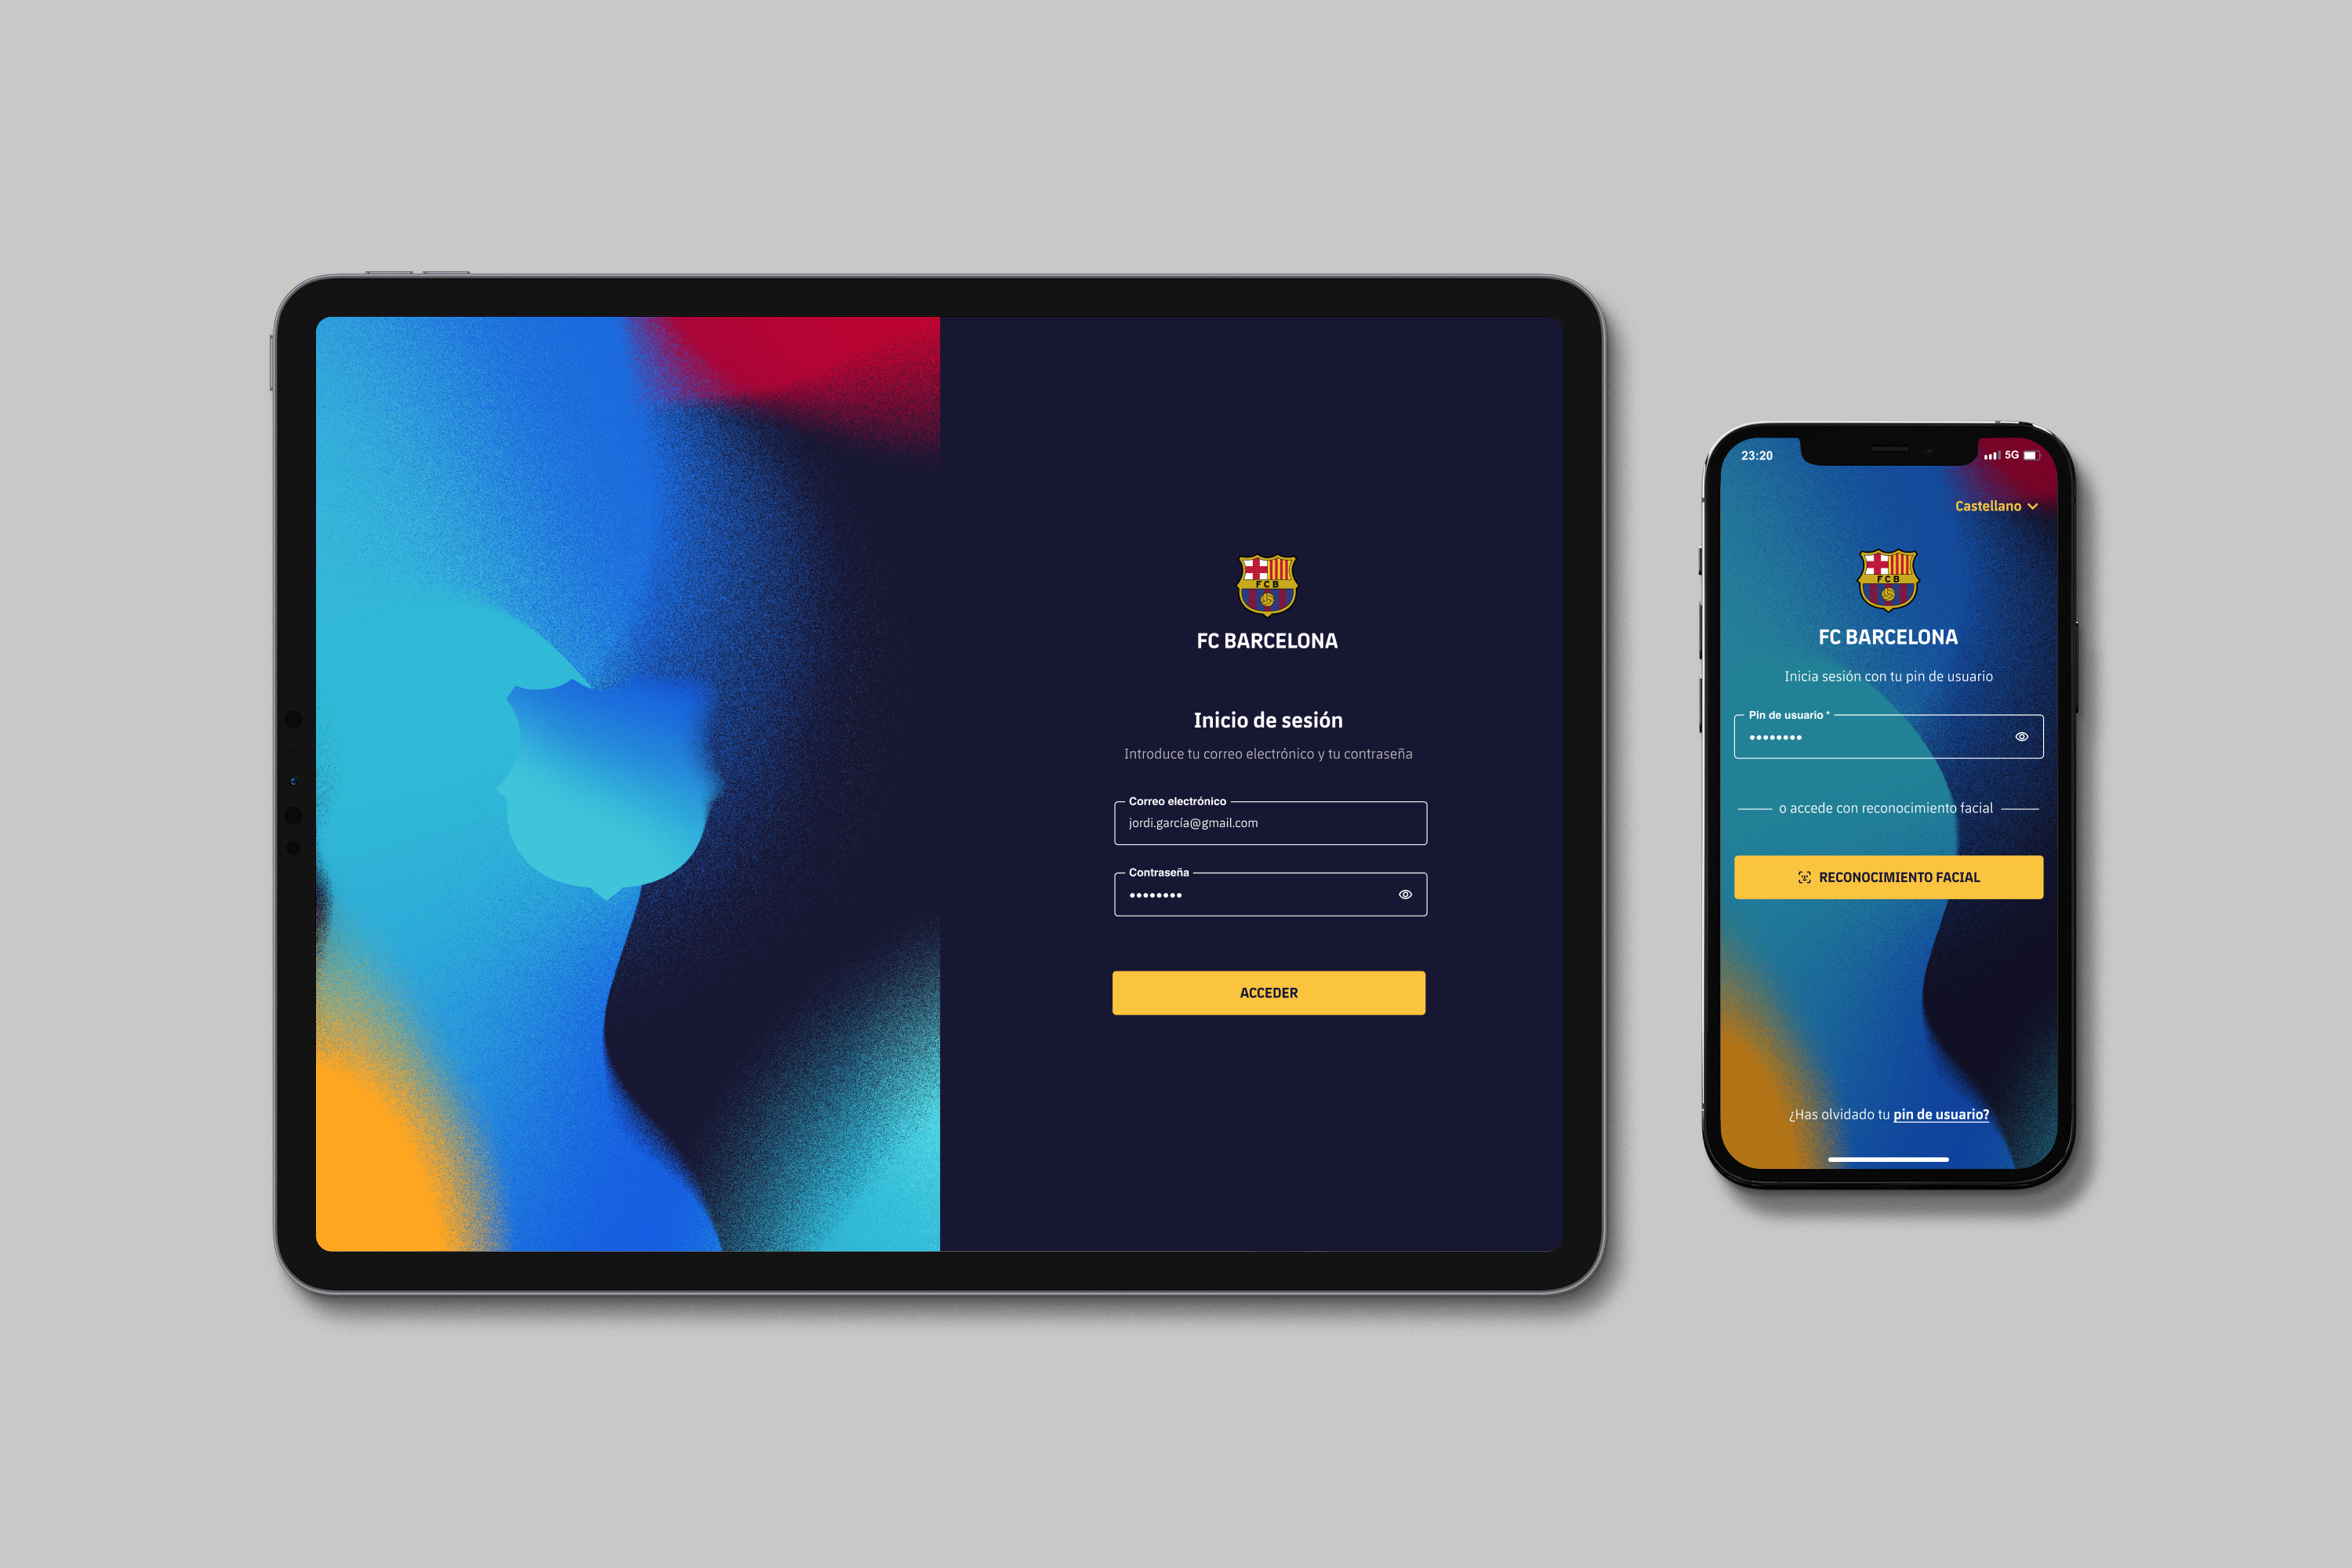 FCB
FC BARCELONA
Inicio de sesión
Introduce tu correo electrónico y tu contraseña
Correo electrónico
jordi.garcía@gmail.com
Contraseña
ACCEDER
23:20
5G
Castellano
FCB
FC BARCELONA
Inicia sesión con tu pin de usuario
Pin de usuario *
o accede con reconocimiento facial
RECONOCIMIENTO FACIAL
¿Has olvidado tu pin de usuario?